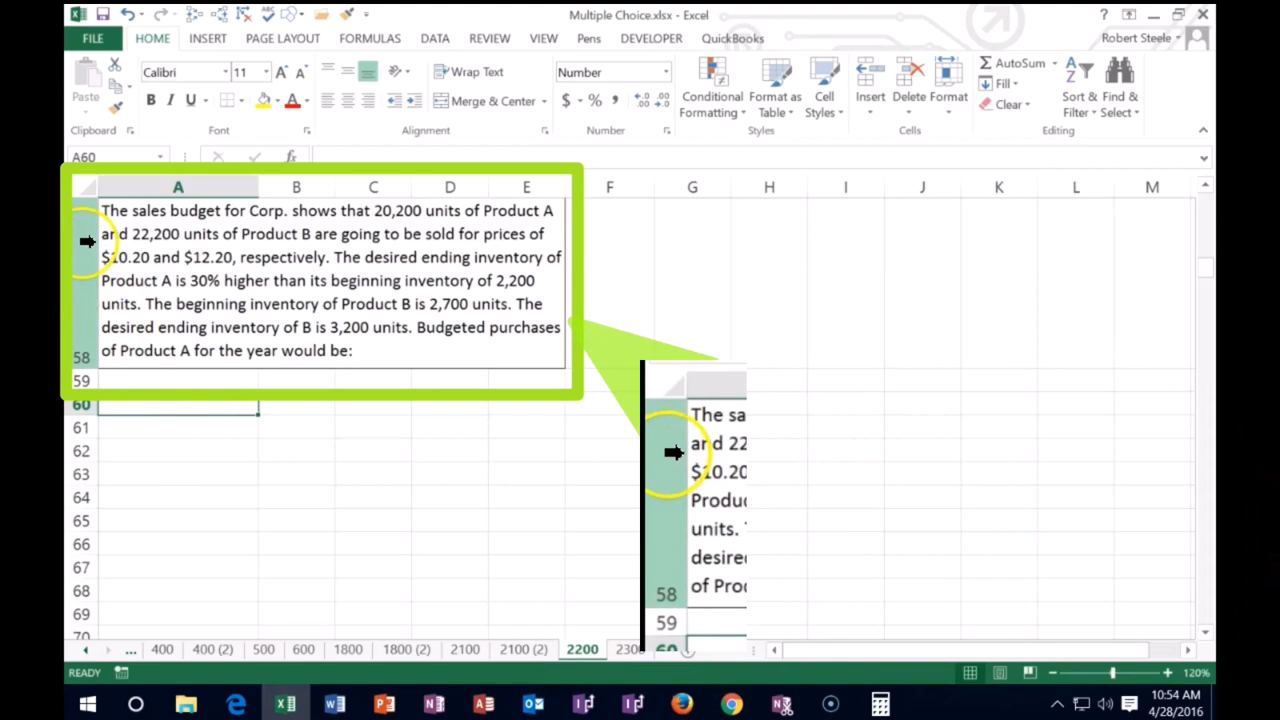 Multiple Choice.xlsx - Excel
FILE HOME INSERT PAGE LAYOUT FORMULAS DATA REVIEW VIEW Pens DEVELOPER QuickBooks Robert Steele
Paste
Clipboard
Calibri 11
B I U
Font
Wrap Text
Merge & Center
Alignment
Number
$ % ,
Number
Conditional Formatting
Format as Table
Cell Styles
Styles
Insert Delete Format
Cells
AutoSum
Fill
Clear
Sort & Filter
Find & Select
Editing
A60
fx
A B C D E F G H I J K L M
The sales budget for Corp. shows that 20,200 units of Product A
and 22,200 units of Product B are going to be sold for prices of
$10.20 and $12.20, respectively. The desired ending inventory of
Product A is 30% higher than its beginning inventory of 2,200
units. The beginning inventory of Product B is 2,700 units. The
desired ending inventory of B is 3,200 units. Budgeted purchases
of Product A for the year would be:
58
59
60
61
62
63
64
65
66
67
68
69
70
The sa
and 22
$10.20
Produc
units.
desire
of Proc
58
59
60
... 400 400 (2) 500 600 1800 1800 (2) 2100 2100 (2) 2200 2300
READY
120%
10:54 AM
4/28/2016